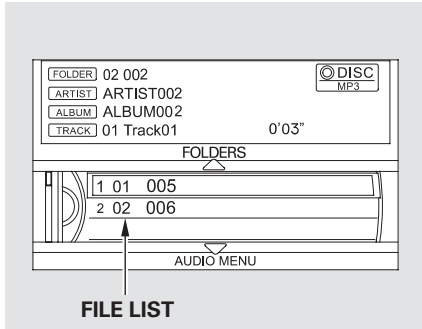 FOLDER 02 002
DISC
MP3
ARTIST ARTIST002
ALBUM ALBUM002
TRACK 01 Track01 0'03"
FOLDERS
1 01 005
2 02 006
AUDIO MENU
FILE LIST